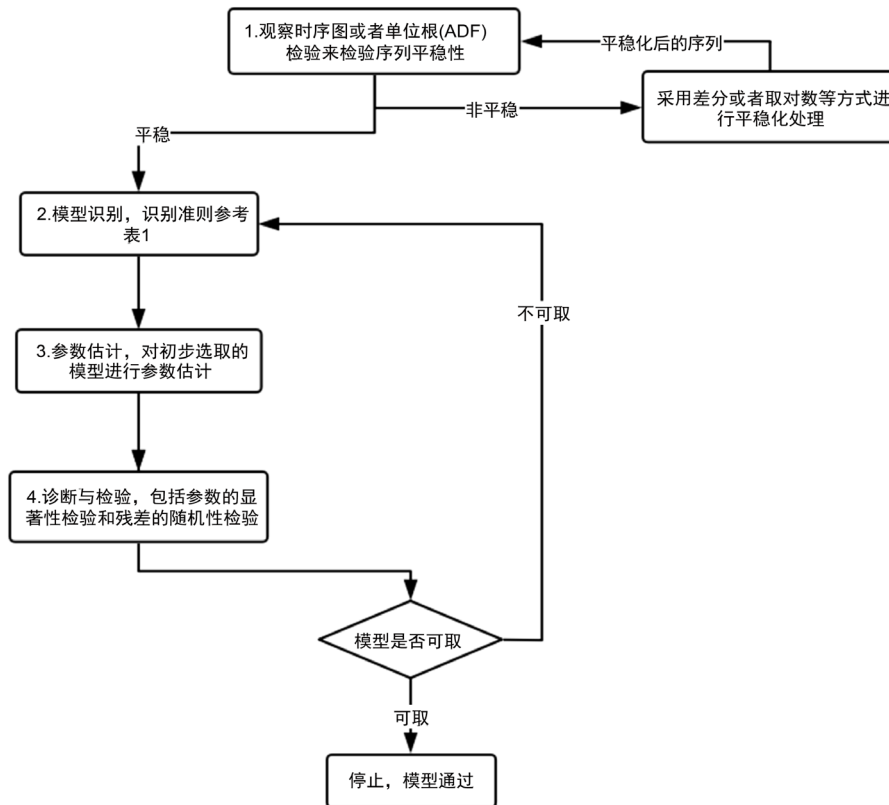 1.观察时序图或者单位根(ADF)
检验来检验序列平稳性
平稳化后的序列
采用差分或者取对数等方式进
行平稳化处理
非平稳
平稳
2.模型识别，识别准则参考
表1
不可取
3.参数估计，对初步选取的
模型进行参数估计
4.诊断与检验，包括参数的显
著性检验和残差的随机性检验
模型是否可取
可取
停止，模型通过